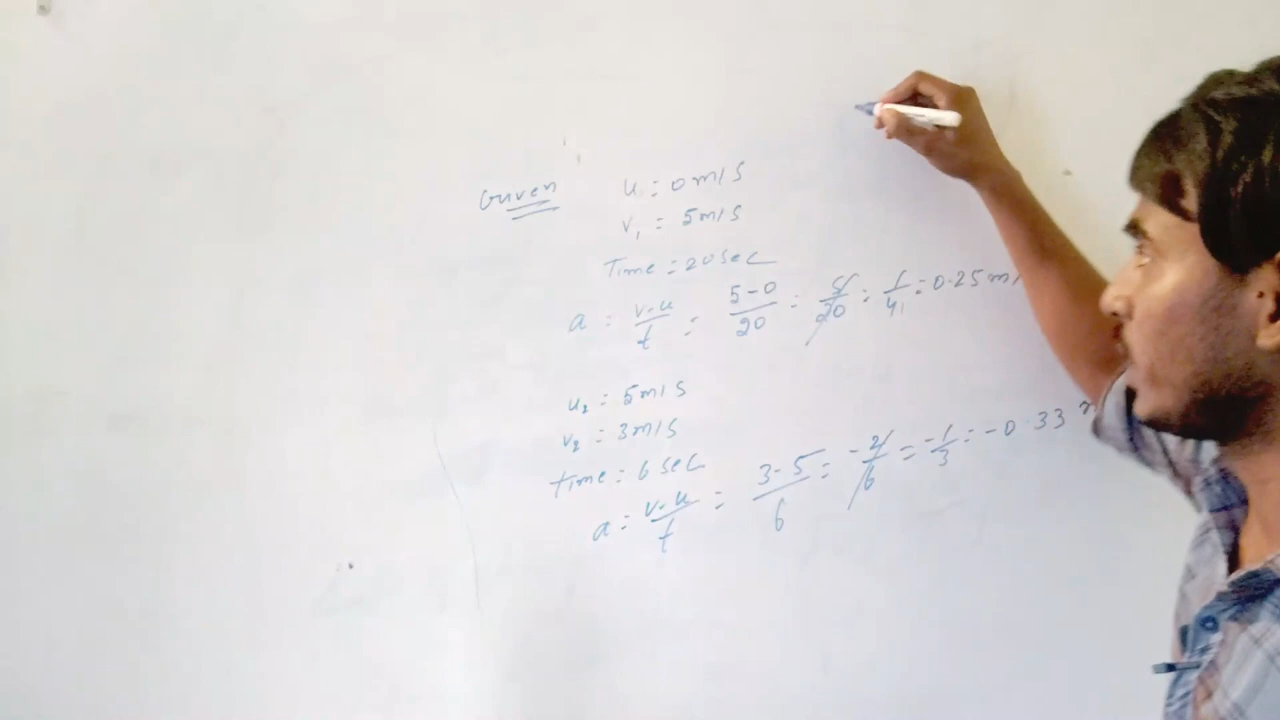 Given u = 0 m/s
v₁ = 5 m/s
Time = 20 sec
a = v-u/t = 5-0/20 = 5/20 = 1/4 = 0.25 m/
u₂ = 5 m/s
v₂ = 3 m/s
time = 6 sec
a = v-u/t = 3-5/6 = -2/6 = -1/3 = -0.33